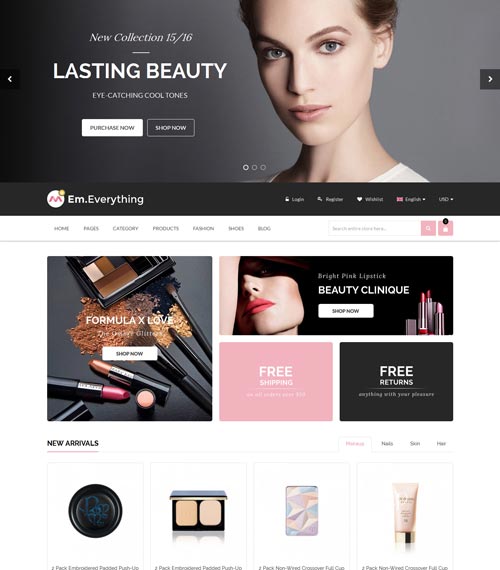 New Collection 15/16
LASTING BEAUTY
EYE-CATCHING COOL TONES
PURCHASE NOW
SHOP NOW
Em.Everything
Login
Register
Wishlist
English
USD
HOME
PAGES
CATEGORY
PRODUCTS
FASHION
SHOES
BLOG
Search entire store here...
0
FORMULA X LOVE
The Other Glitters
SHOP NOW
Bright Pink Lipstick
BEAUTY CLINIQUE
SHOP NOW
FREE
SHIPPING
on all orders over $50
FREE
RETURNS
anything with your pleasure
NEW ARRIVALS
Makeup
Nails
Skin
Hair
2 Pack Embroidered Padded Push-Up
2 Pack Embroidered Padded Push-Up
2 Pack Non-Wired Crossover Full Cup
2 Pack Non-Wired Crossover Full Cup